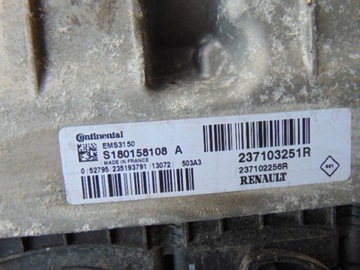 Continental
EMS3150
S180158108 A
MADE IN FRANCE
0 52795 235193791 13072 503A3
237103251R
237102256R
RENAULT